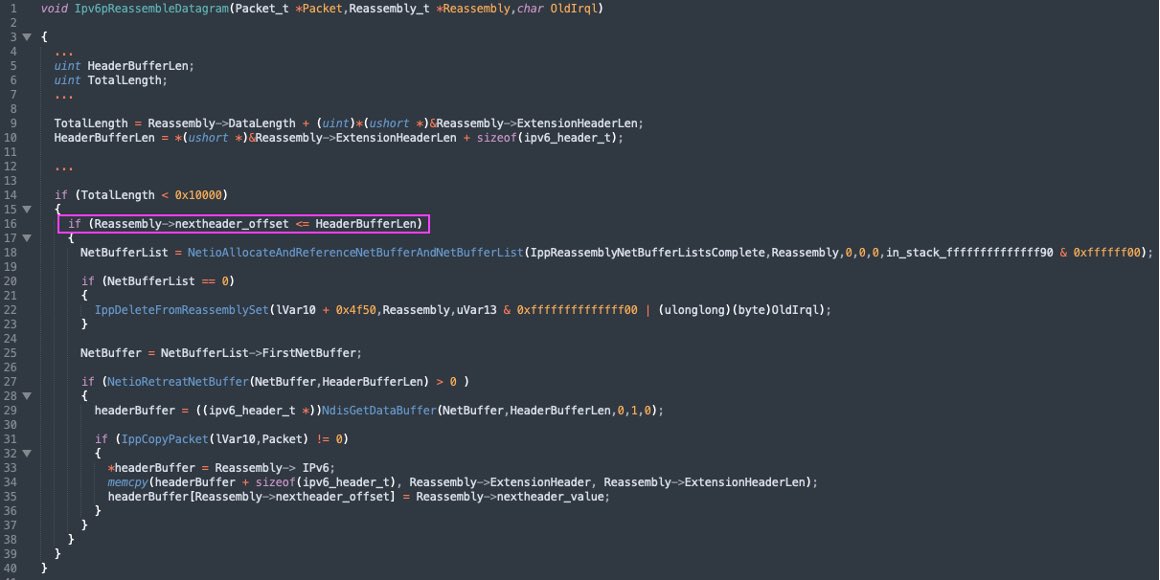 1 void Ipv6pReassembleDatagram(Packet_t *Packet,Reassembly_t *Reassembly,char OldIrql)
2
3 {
4 ...
5 uint HeaderBufferLen;
6 uint TotalLength;
7 ...
8
9 TotalLength = Reassembly->DataLength + (uint)*(ushort *)&Reassembly->ExtensionHeaderLen;
10 HeaderBufferLen = *(ushort *)&Reassembly->ExtensionHeaderLen + sizeof(ipv6_header_t);
11
12 ...
13
14 if (TotalLength < 0x10000)
15 {
16 if (Reassembly->nextheader_offset <= HeaderBufferLen)
17 {
18 NetBufferList = NetioAllocateAndReferenceNetBufferAndNetBufferList(IppReassemblyNetBufferListsComplete,Reassembly,0,0,0,in_stack_ffffffffffffff90 & 0xffffff00);
19
20 if (NetBufferList == 0)
21 {
22 IppDeleteFromReassemblySet(lVar10 + 0x4f50,Reassembly,uVar13 & 0xffffffffffffff00 | (ulonglong)(byte)OldIrql);
23 }
24
25 NetBuffer = NetBufferList->FirstNetBuffer;
26
27 if (NetioRetreatNetBuffer(NetBuffer,HeaderBufferLen) > 0 )
28 {
29 headerBuffer = ((ipv6_header_t *))NdisGetDataBuffer(NetBuffer,HeaderBufferLen,0,1,0);
30
31 if (IppCopyPacket(lVar10,Packet) != 0)
32 {
33 *headerBuffer = Reassembly-> IPv6;
34 memcpy(headerBuffer + sizeof(ipv6_header_t), Reassembly->ExtensionHeader, Reassembly->ExtensionHeaderLen);
35 headerBuffer[Reassembly->nextheader_offset] = Reassembly->nextheader_value;
36 }
37 }
38 }
39 }
40 }